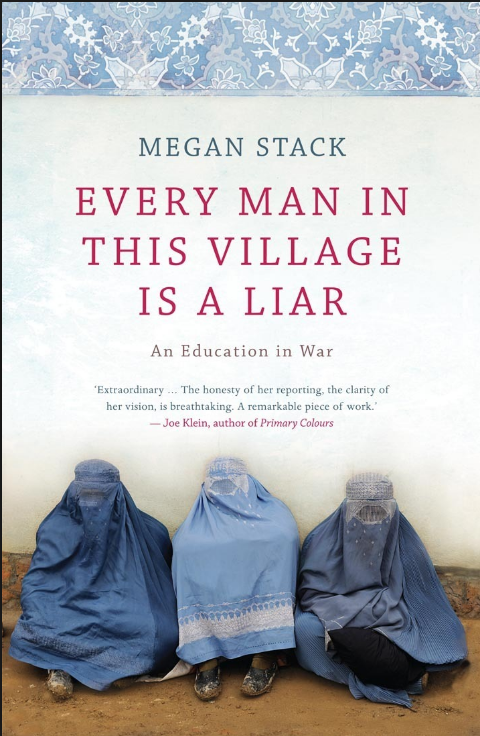 MEGAN STACK
EVERY MAN IN
THIS VILLAGE
IS A LIAR
An Education in War
‘Extraordinary … The honesty of her reporting, the clarity of
her vision, is breathtaking. A remarkable piece of work.’
— Joe Klein, author of Primary Colours